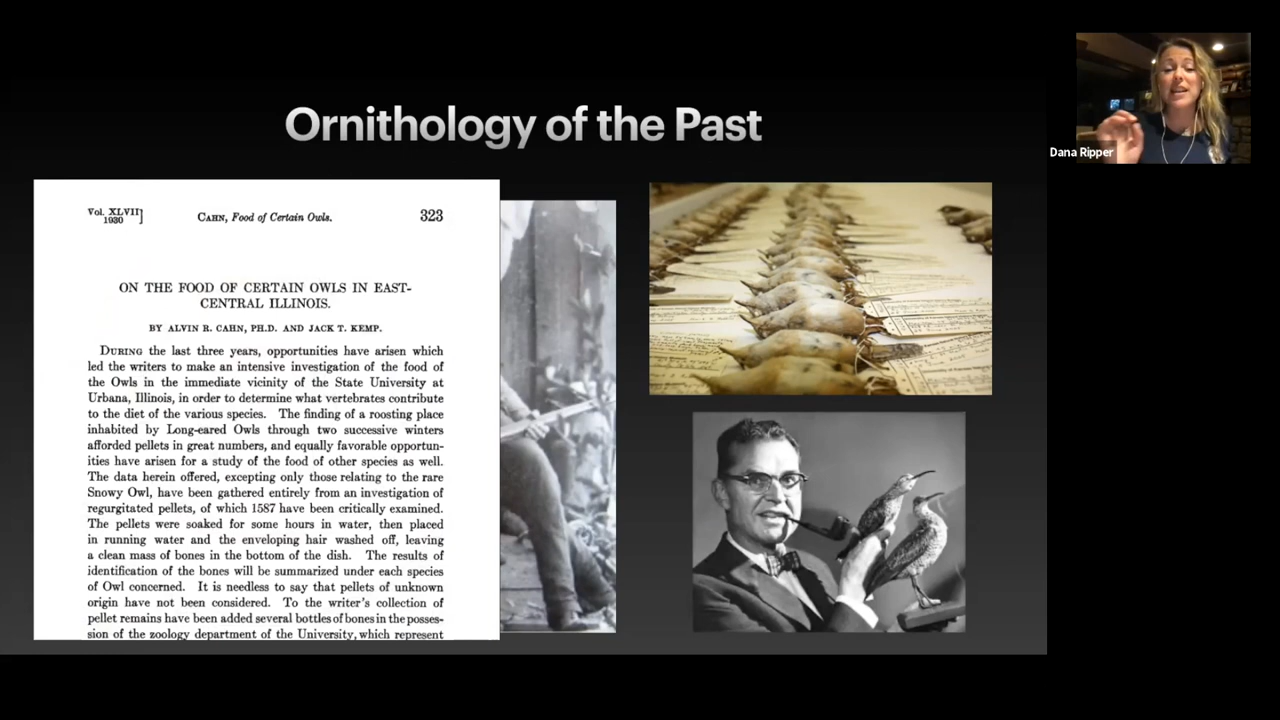 Ornithology of the Past
Dana Ripper
Vol. XLVII]
1930
CAHN, Food of Certain Owls.
323
ON THE FOOD OF CERTAIN OWLS IN EAST-
CENTRAL ILLINOIS.
BY ALVIN R. CAHN, PH.D. AND JACK T. KEMP.
DURING the last three years, opportunities have arisen which
led the writers to make an intensive investigation of the food of
the Owls in the immediate vicinity of the State University at
Urbana, Illinois, in order to determine what vertebrates contribute
to the diet of the various species. The finding of a roosting place
inhabited by Long-eared Owls through two successive winters
afforded pellets in great numbers, and equally favorable opportun-
ities have arisen for a study of the food of other species as well.
The data herein offered, excepting only those relating to the rare
Snowy Owl, have been gathered entirely from an investigation of
regurgitated pellets, of which 1587 have been critically examined.
The pellets were soaked for some hours in water, then placed
in running water and the enveloping hair washed off, leaving
a clean mass of bones in the bottom of the dish. The results of
identification of the bones will be summarized under each species
of Owl concerned. It is needless to say that pellets of unknown
origin have not been considered. To the writer's collection of
pellet remains have been added several bottles of bones in the posses-
sion of the zoology department of the University, which represent